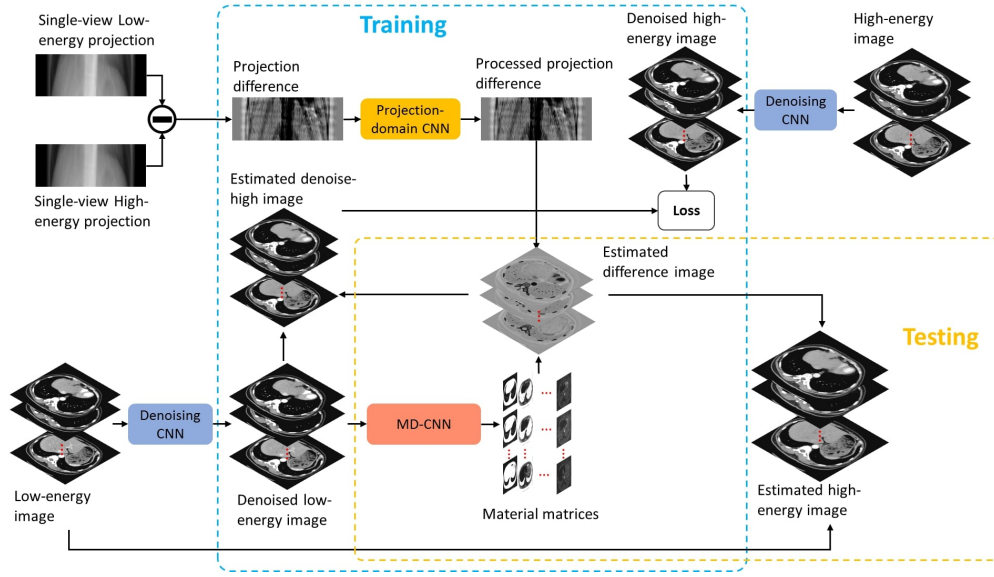 Single-view Low-
energy projection
Training
Denoised high-
energy image
High-energy
image
Projection
difference
Processed projection
difference
Projection-
domain CNN
Denoising
CNN
Single-view High-
energy projection
Estimated denoise-
high image
Loss
Estimated
difference image
Testing
Denoising
CNN
MD-CNN
Low-energy
image
Denoised low-
energy image
Material matrices
Estimated high-
energy image